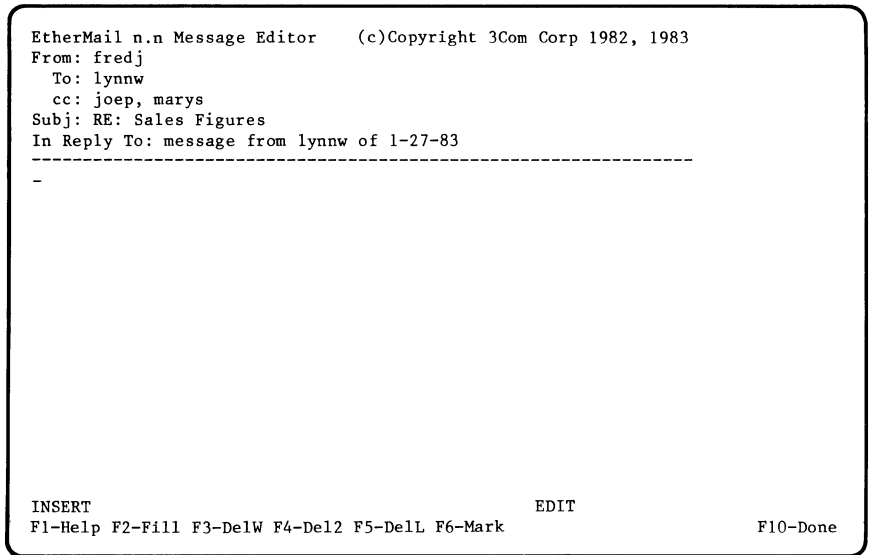 EtherMail n.n Message Editor (c)Copyright 3Com Corp 1982, 1983
From: fredj
To: lynnw
cc: joep, marys
Subj: RE: Sales Figures
In Reply To: message from lynnw of 1-27-83
------------------------------------------------------------------
_
INSERT EDIT
F1-Help F2-Fill F3-DelW F4-Del2 F5-DelL F6-Mark F10-Done